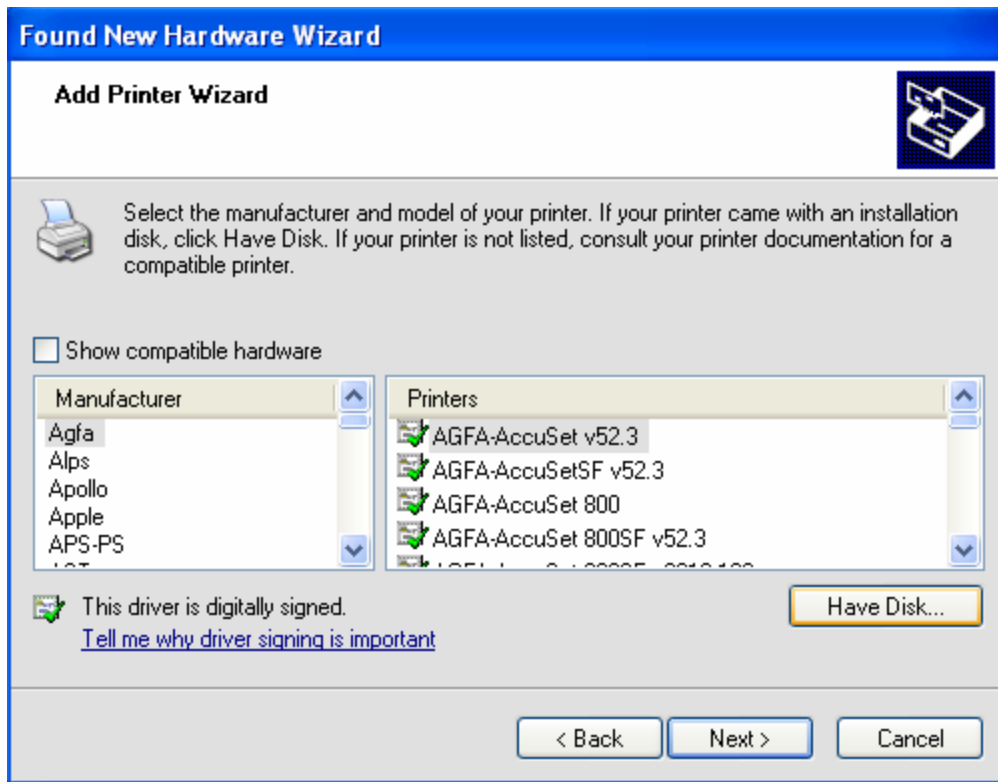 Found New Hardware Wizard
Add Printer Wizard
Select the manufacturer and model of your printer. If your printer came with an installation
disk, click Have Disk. If your printer is not listed, consult your printer documentation for a
compatible printer.
Show compatible hardware
Manufacturer
Agfa
Alps
Apollo
Apple
APS-PS
Printers
AGFA-AccuSet v52.3
AGFA-AccuSetSF v52.3
AGFA-AccuSet 800
AGFA-AccuSet 800SF v52.3
This driver is digitally signed.
Tell me why driver signing is important
Have Disk...
< Back
Next >
Cancel